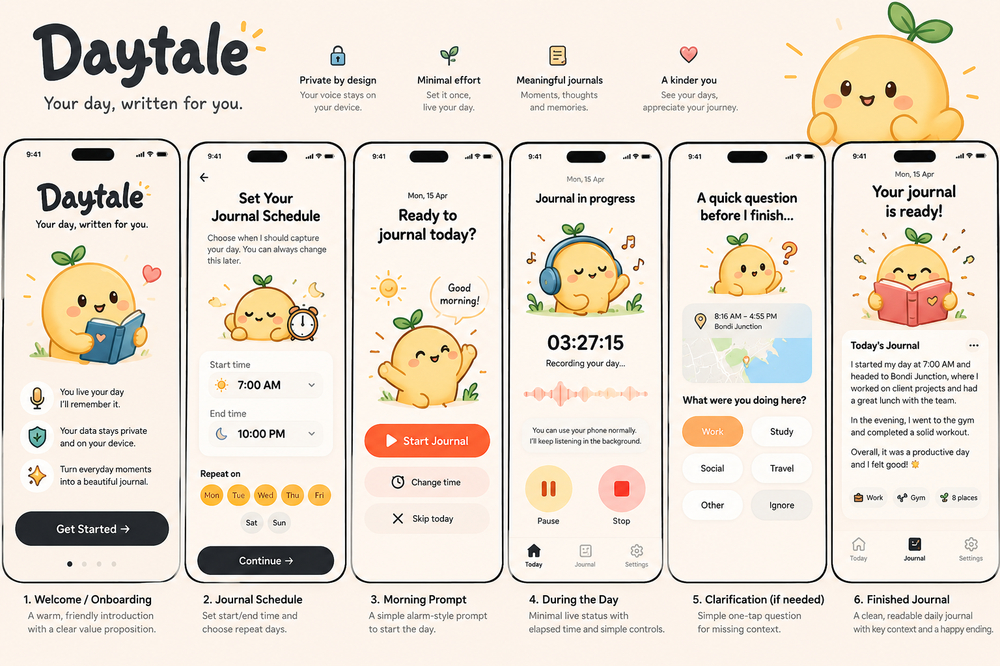 Daytale
Your day, written for you.
Private by design
Your voice stays on
your device.
Minimal effort
Set it once,
live your day.
Meaningful journals
Moments, thoughts
and memories.
A kinder you
See your days,
appreciate your journey.
9:41
Daytale
Your day, written for you.
You live your day
I'll remember it.
Your data stays private
and on your device.
Turn everyday moments
into a beautiful journal.
Get Started →
1. Welcome / Onboarding
A warm, friendly introduction
with a clear value proposition.
9:41
Set Your
Journal Schedule
Choose when I should capture
your day. You can always change
this later.
Start time
7:00 AM
End time
10:00 PM
Repeat on
Mon Tue Wed Thu Fri
Sat Sun
Continue →
2. Journal Schedule
Set start/end time and
choose repeat days.
9:41
Mon, 15 Apr
Ready to
journal today?
Good
morning!
Start Journal
Change time
Skip today
3. Morning Prompt
A simple alarm-style prompt
to start the day.
9:41
Mon, 15 Apr
Journal in progress
03:27:15
Recording your day...
You can use your phone normally.
I'll keep listening in the background.
Pause Stop
Today Journal Settings
4. During the Day
Minimal live status with
elapsed time and simple controls.
9:41
A quick question
before I finish...
?
8:16 AM – 4:55 PM
Bondi Junction
What were you doing here?
Work Study
Social Travel
Other Ignore
5. Clarification (if needed)
Simple one-tap question
for missing context.
9:41
Mon, 15 Apr
Your journal
is ready!
Today's Journal
I started my day at 7:00 AM and
headed to Bondi Junction, where I
worked on client projects and had
a great lunch with the team.
In the evening, I went to the gym
and completed a solid workout.
Overall, it was a productive day
and I felt good! 🌟
Work Gym 8 places
Today Journal Settings
6. Finished Journal
A clean, readable daily journal
with key context and a happy ending.